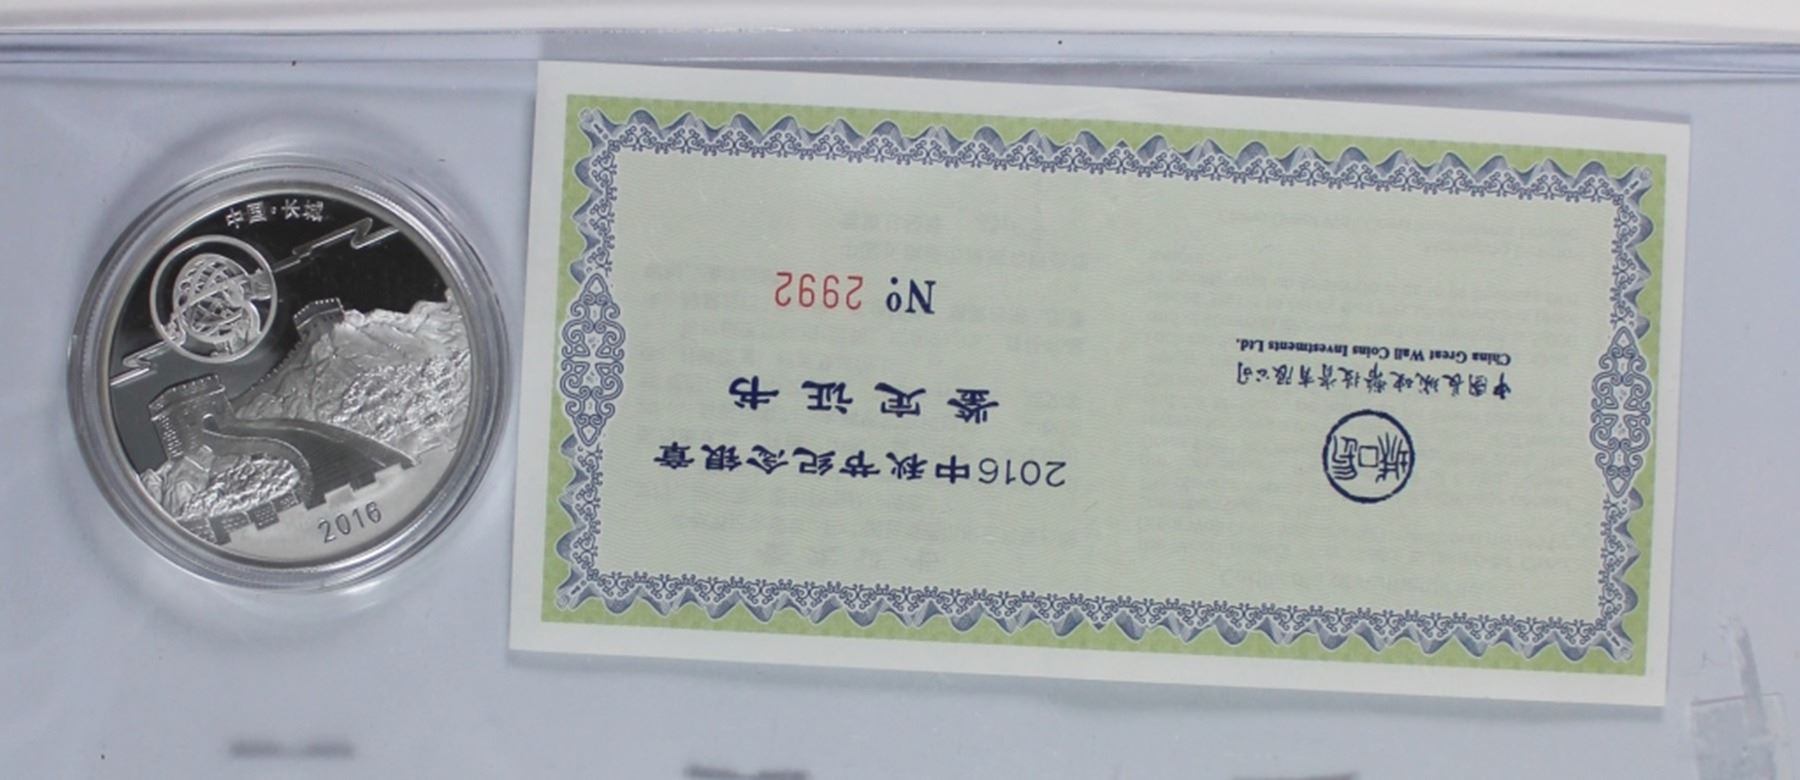 中国·长城
2016
2016中秋节纪念银章
鉴定证书
No: 2992
中国长城硬币投资有限公司
China Great Wall Coins Investments Ltd.